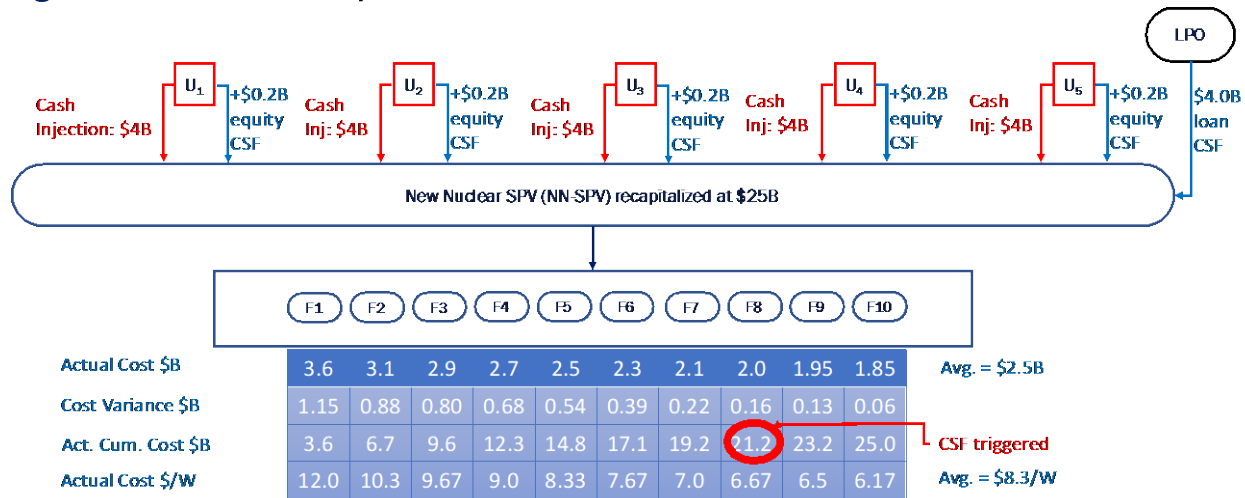 LPO
U1
+$0.2B
equity
CSF
Cash
Injection: $4B
U2
+$0.2B
equity
CSF
Cash
Inj: $4B
U3
+$0.2B
equity
CSF
Cash
Inj: $4B
U4
+$0.2B
equity
CSF
Cash
Inj: $4B
U5
+$0.2B
equity
CSF
Cash
Inj: $4B
$4.0B
loan
CSF
New Nuclear SPV (NN-SPV) recapitalized at $25B
F1 F2 F3 F4 F5 F6 F7 F8 F9 F10
Actual Cost $B 3.6 3.1 2.9 2.7 2.5 2.3 2.1 2.0 1.95 1.85 Avg. = $2.5B
Cost Variance $B 1.15 0.88 0.80 0.68 0.54 0.39 0.22 0.16 0.13 0.06
Act. Cum. Cost $B 3.6 6.7 9.6 12.3 14.8 17.1 19.2 21.2 23.2 25.0 CSF triggered
Actual Cost $/W 12.0 10.3 9.67 9.0 8.33 7.67 7.0 6.67 6.5 6.17 Avg. = $8.3/W